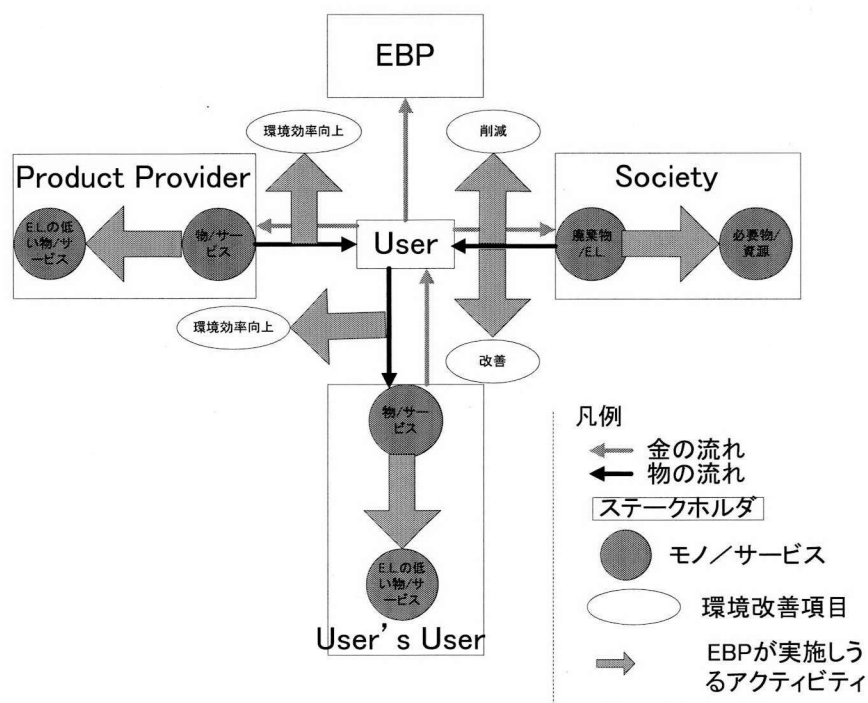 EBP
環境効率向上
削減
Product Provider
E.L.の低
い物/サ
ービス
物/サー
ビス
User
Society
廃棄物
/E.L.
必要物/
資源
環境効率向上
改善
物/サー
ビス
E.L.の低
い物/サ
ービス
User's User
凡例
金の流れ
物の流れ
ステークホルダ
モノ／サービス
環境改善項目
EBPが実施しう
るアクティビティ